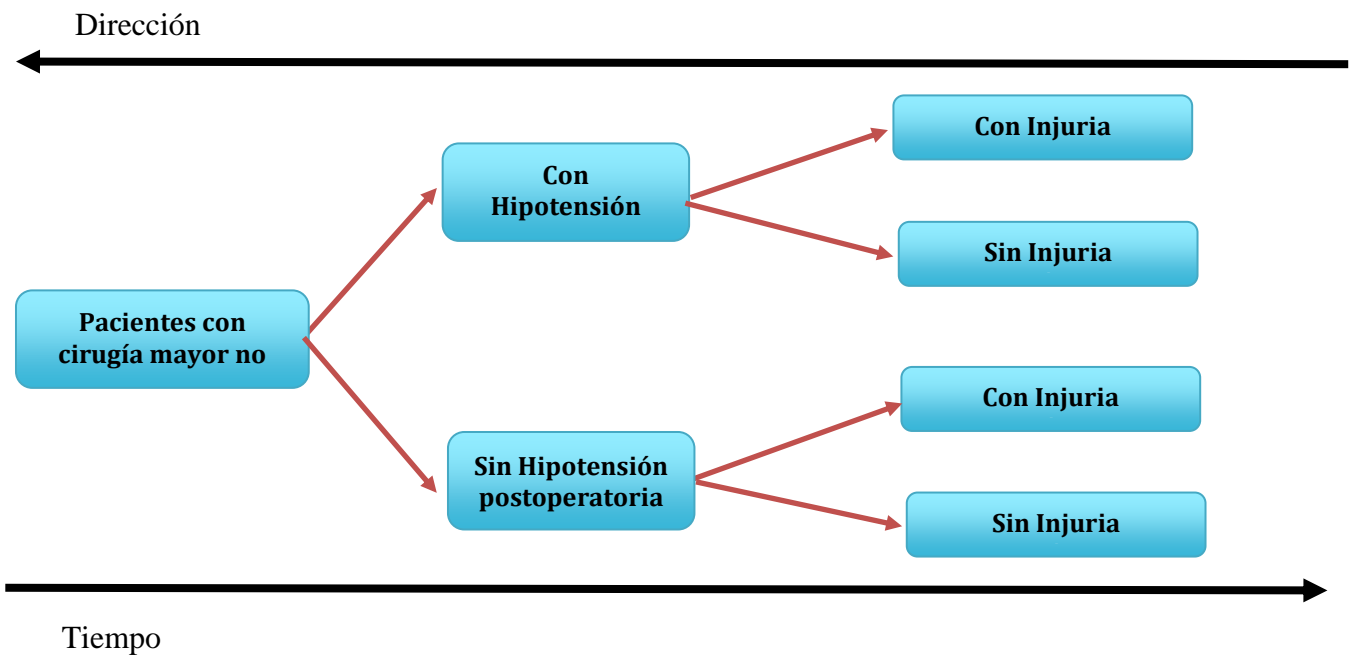 Dirección
Con Injuria
Con
Hipotensión
Sin Injuria
Pacientes con
cirugía mayor no
Con Injuria
Sin Hipotensión
postoperatoria
Sin Injuria
Tiempo